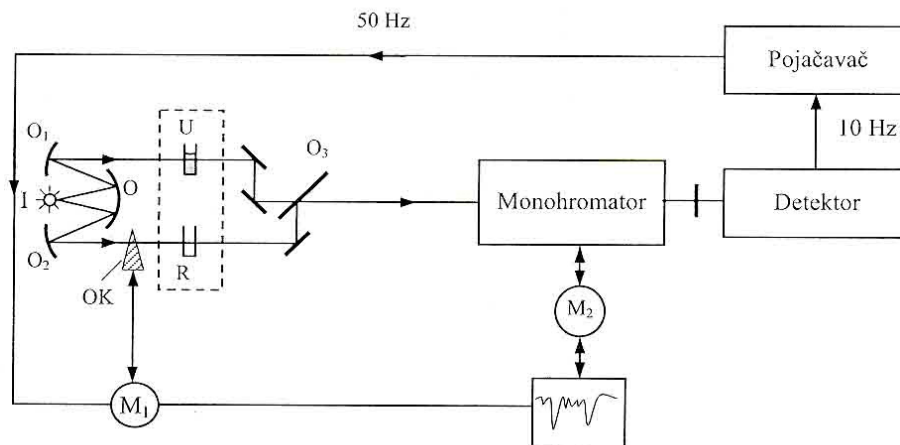 50 Hz
Pojačavač
10 Hz
O₁
U
O₃
I
O
Monohromator
Detektor
O₂
OK
R
M₂
M₁